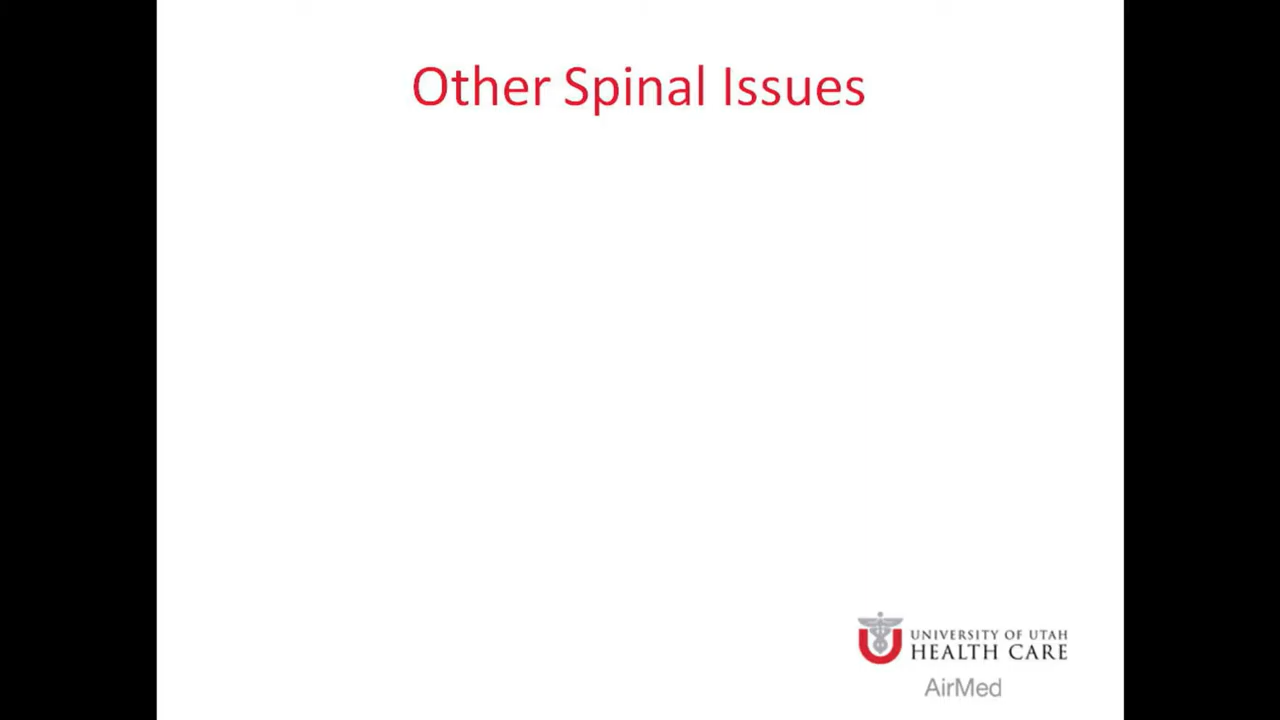 Other Spinal Issues
UNIVERSITY OF UTAH
HEALTH CARE
AirMed